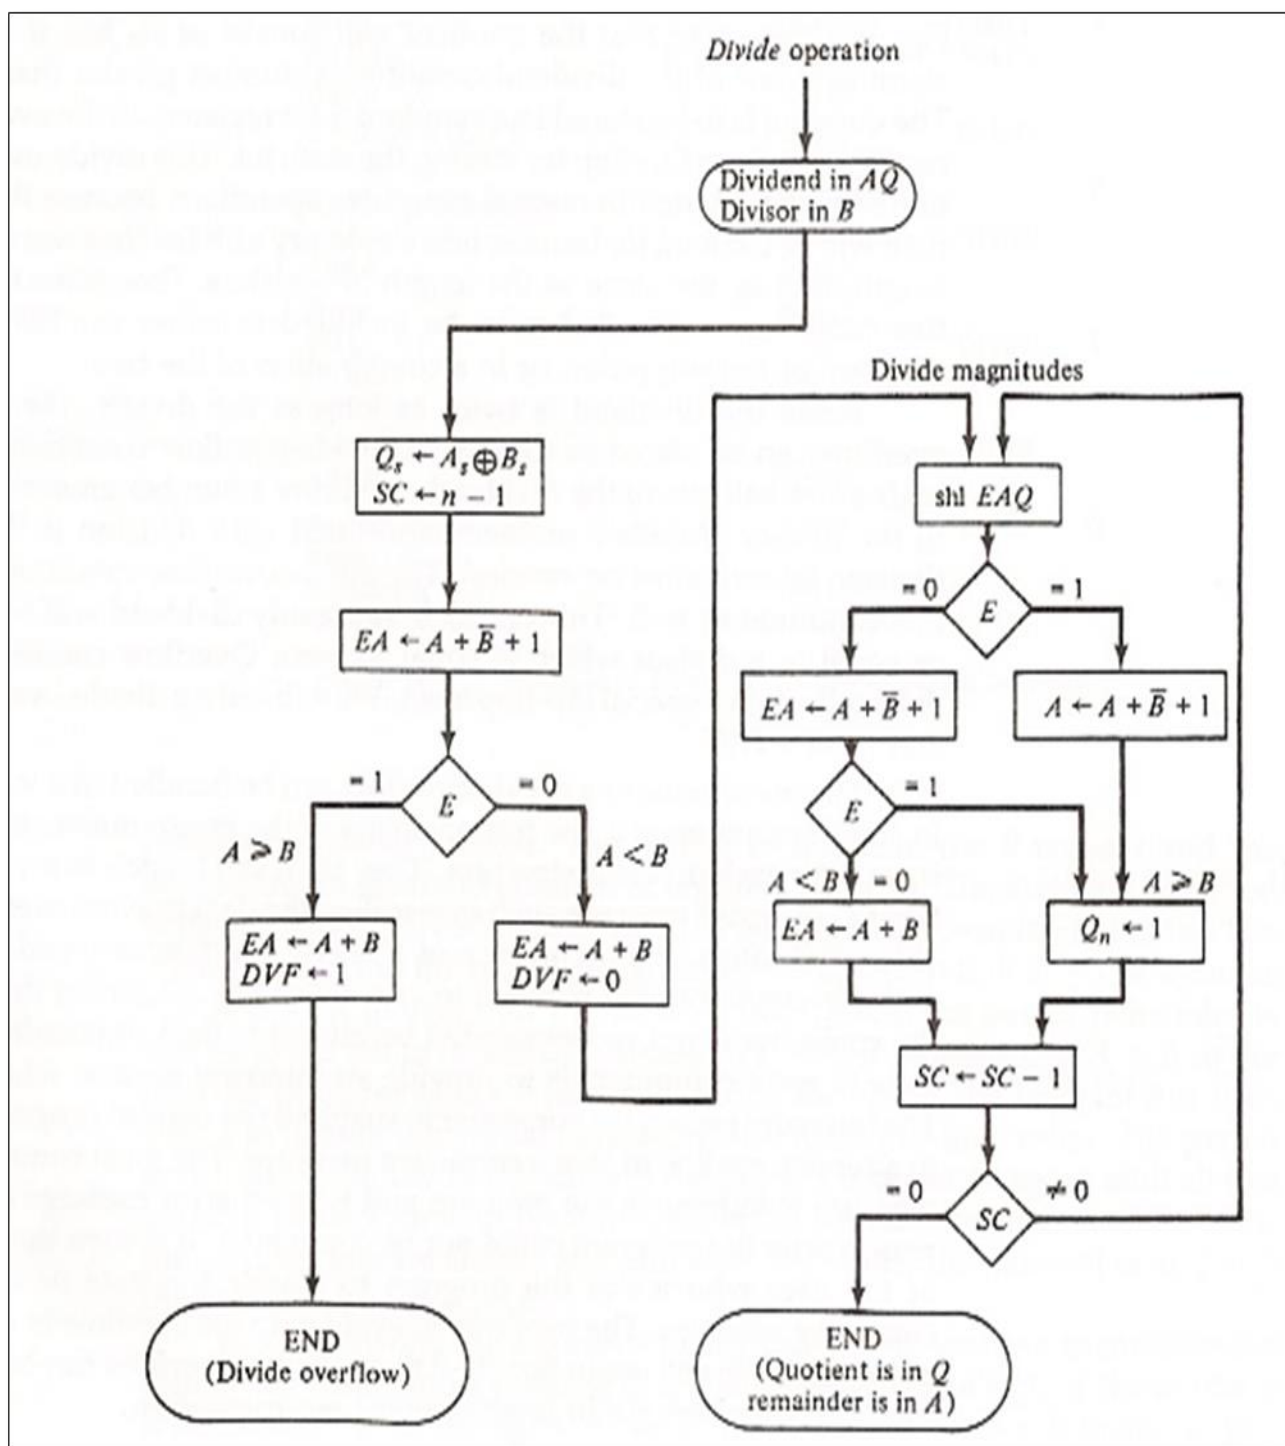 Divide operation
Dividend in AQ
Divisor in B
Divide magnitudes
Qₛ ← Aₛ ⊕ Bₛ
SC ← n − 1
shl EAQ
= 0
E
= 1
EA ← A + B̅ + 1
EA ← A + B̅ + 1
A ← A + B̅ + 1
= 1
E
= 0
E
= 1
A ⩾ B
A < B
A < B
= 0
A ⩾ B
EA ← A + B
DVF ← 1
EA ← A + B
DVF ← 0
EA ← A + B
Qₙ ← 1
SC ← SC − 1
= 0
SC
≠ 0
END
(Divide overflow)
END
(Quotient is in Q
remainder is in A)